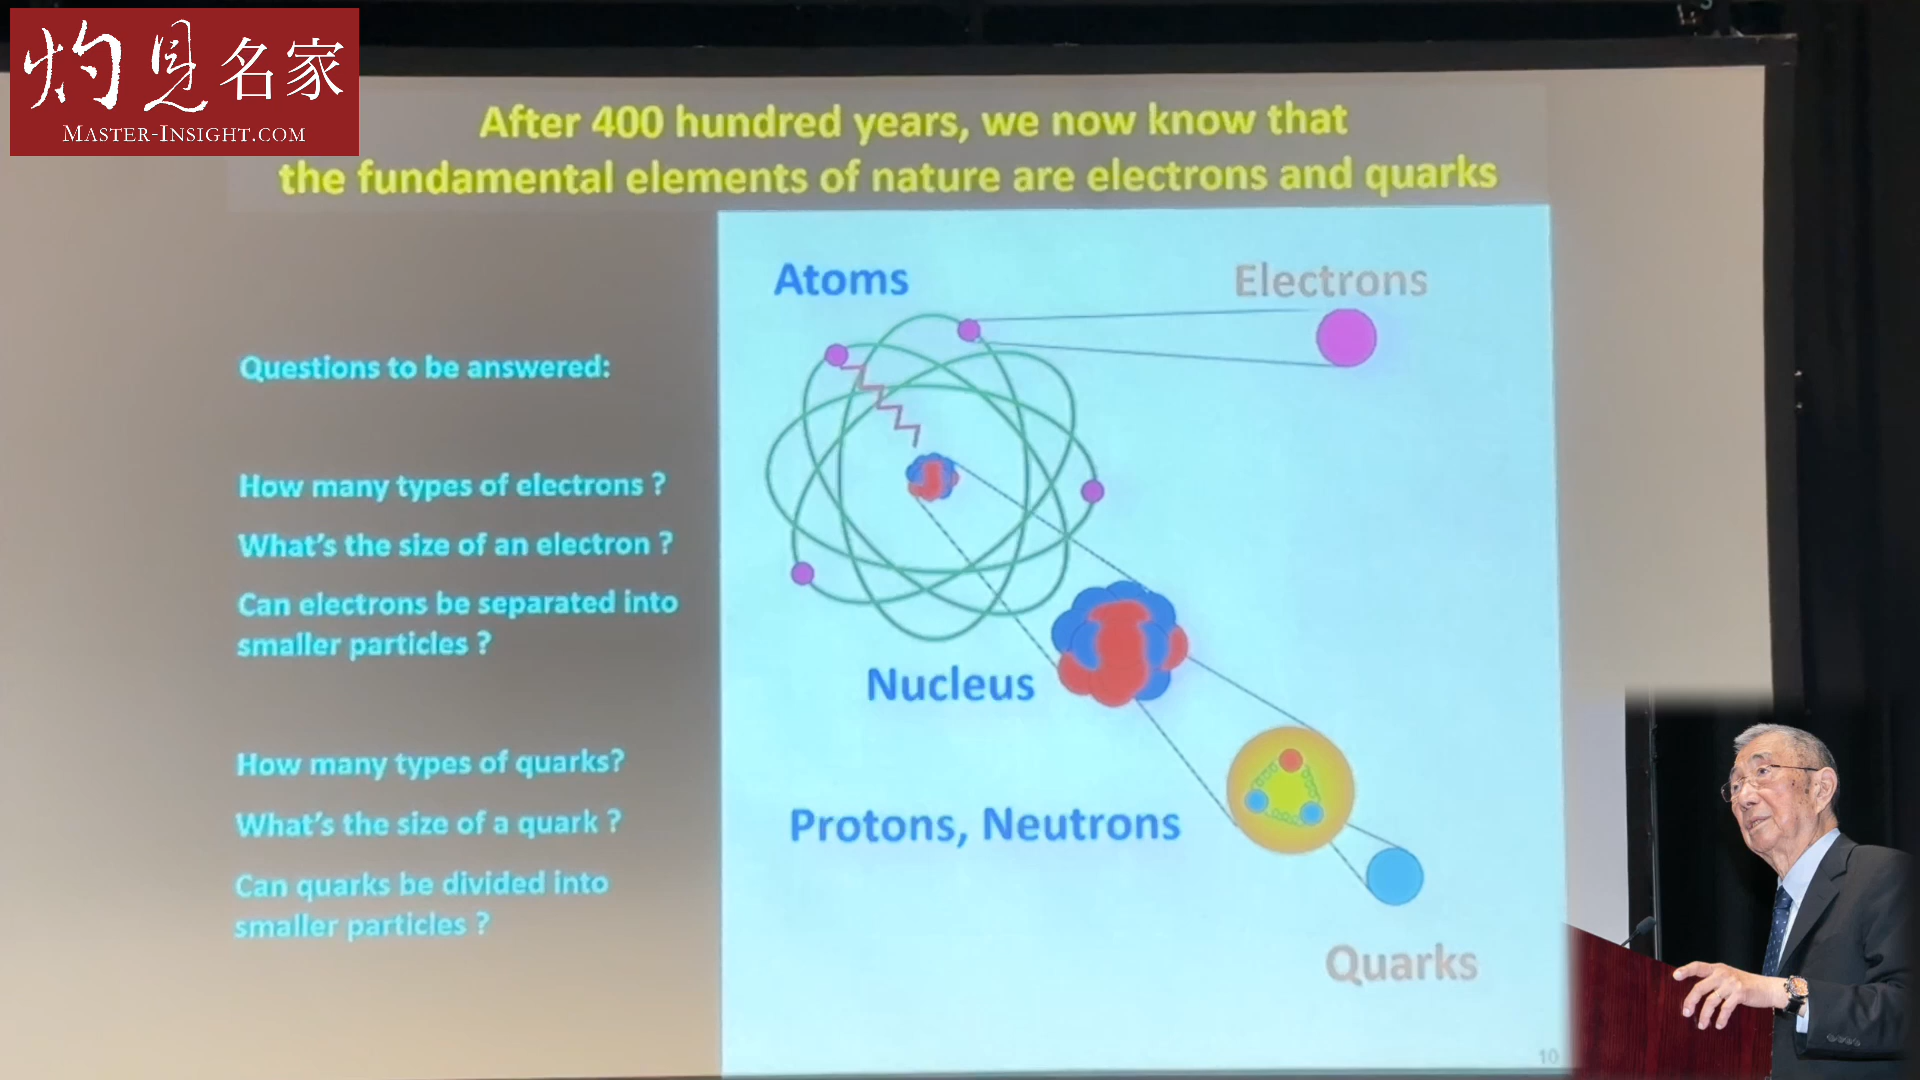 灼見名家
MASTER-INSIGHT.COM
After 400 hundred years, we now know that
the fundamental elements of nature are electrons and quarks
Atoms
Electrons
Questions to be answered:
How many types of electrons ?
What's the size of an electron ?
Can electrons be separated into
smaller particles ?
Nucleus
How many types of quarks?
What's the size of a quark ?
Can quarks be divided into
smaller particles ?
Protons, Neutrons
Quarks
10